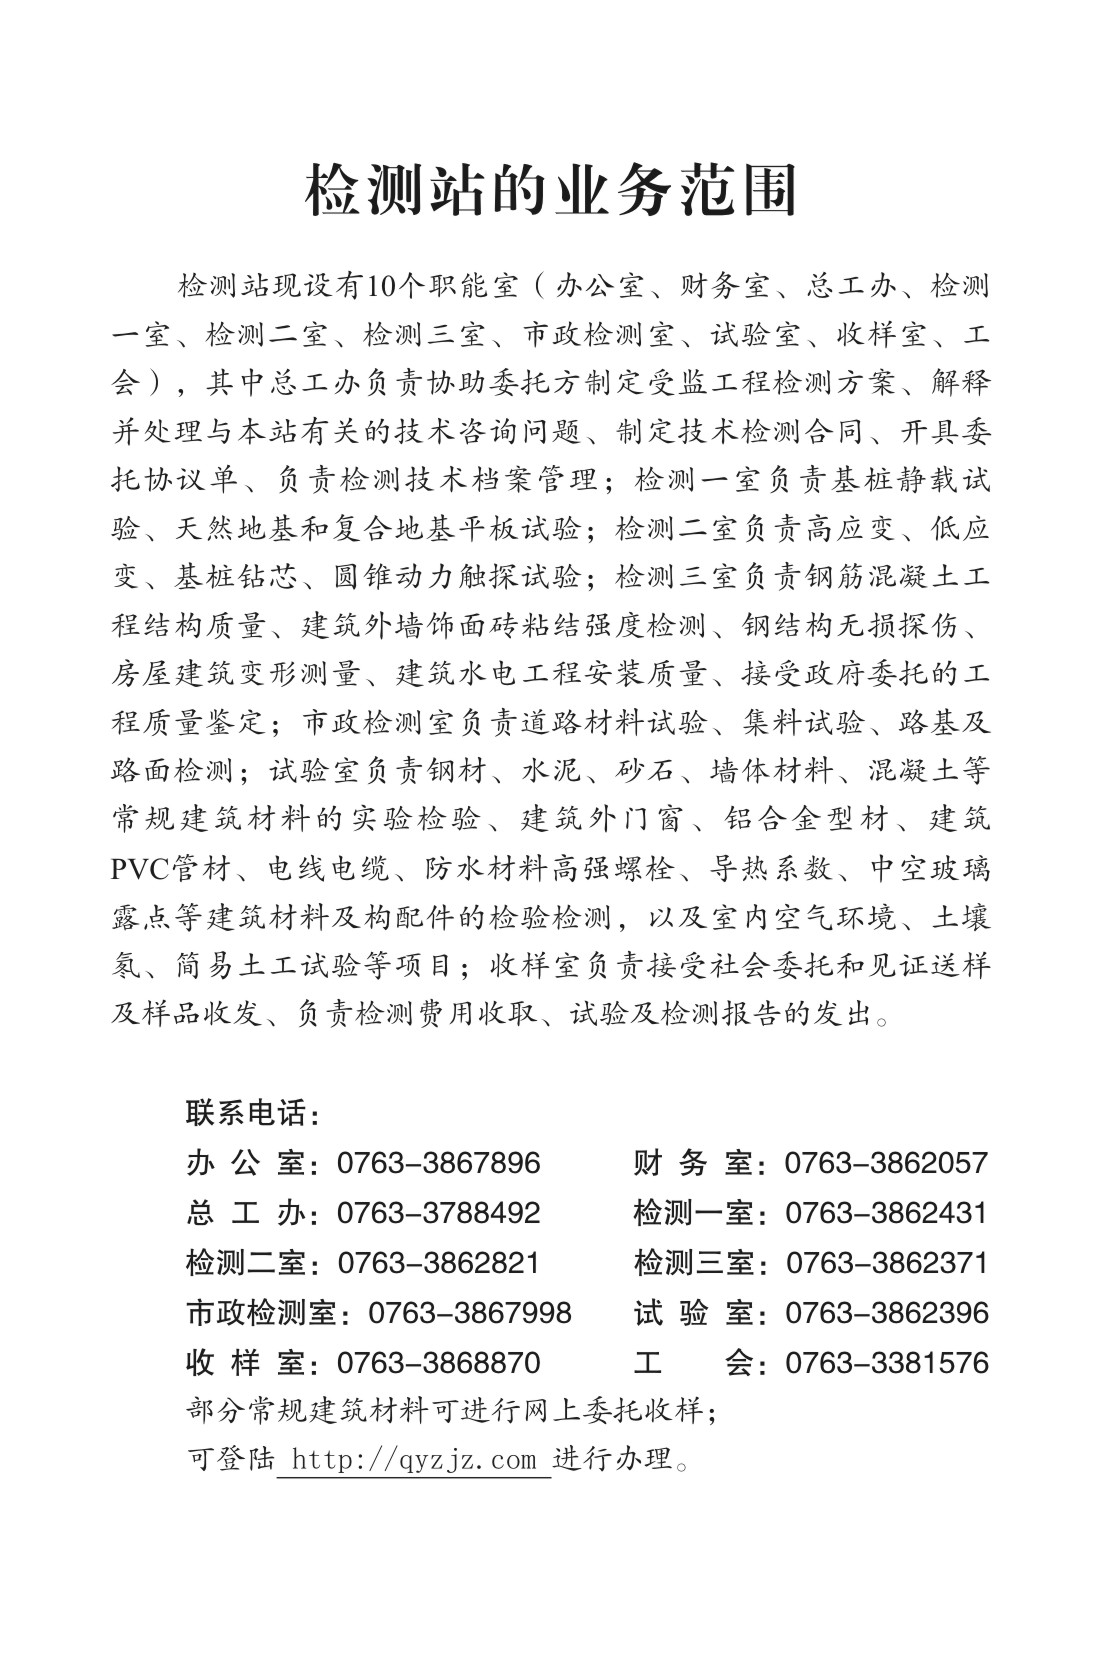 检测站的业务范围
检测站现设有10个职能室（办公室、财务室、总工办、检测
一室、检测二室、检测三室、市政检测室、试验室、收样室、工
会），其中总工办负责协助委托方制定受监工程检测方案、解释
并处理与本站有关的技术咨询问题、制定技术检测合同、开具委
托协议单、负责检测技术档案管理；检测一室负责基桩静载试
验、天然地基和复合地基平板试验；检测二室负责高应变、低应
变、基桩钻芯、圆锥动力触探试验；检测三室负责钢筋混凝土工
程结构质量、建筑外墙饰面砖粘结强度检测、钢结构无损探伤、
房屋建筑变形测量、建筑水电工程安装质量、接受政府委托的工
程质量鉴定；市政检测室负责道路材料试验、集料试验、路基及
路面检测；试验室负责钢材、水泥、砂石、墙体材料、混凝土等
常规建筑材料的实验检验、建筑外门窗、铝合金型材、建筑
PVC管材、电线电缆、防水材料高强螺栓、导热系数、中空玻璃
露点等建筑材料及构配件的检验检测，以及室内空气环境、土壤
氡、简易土工试验等项目；收样室负责接受社会委托和见证送样
及样品收发、负责检测费用收取、试验及检测报告的发出。
联系电话：
办 公 室：0763-3867896 财 务 室：0763-3862057
总 工 办：0763-3788492 检测一室：0763-3862431
检测二室：0763-3862821 检测三室：0763-3862371
市政检测室：0763-3867998 试 验 室：0763-3862396
收 样 室：0763-3868870 工 会：0763-3381576
部分常规建筑材料可进行网上委托收样；
可登陆 http://qyzjz.com 进行办理。